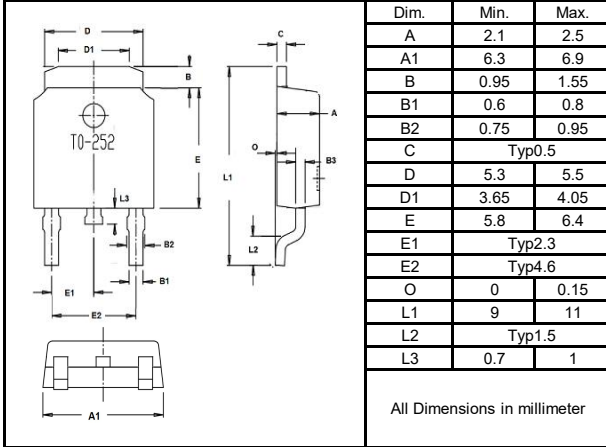 D
D1
B
C
A
TO-252
E
O
L1
B3
L3
B2
L2
B1
E1
E2
A1
Dim. Min. Max.
A 2.1 2.5
A1 6.3 6.9
B 0.95 1.55
B1 0.6 0.8
B2 0.75 0.95
C Typ0.5
D 5.3 5.5
D1 3.65 4.05
E 5.8 6.4
E1 Typ2.3
E2 Typ4.6
O 0 0.15
L1 9 11
L2 Typ1.5
L3 0.7 1
All Dimensions in millimeter